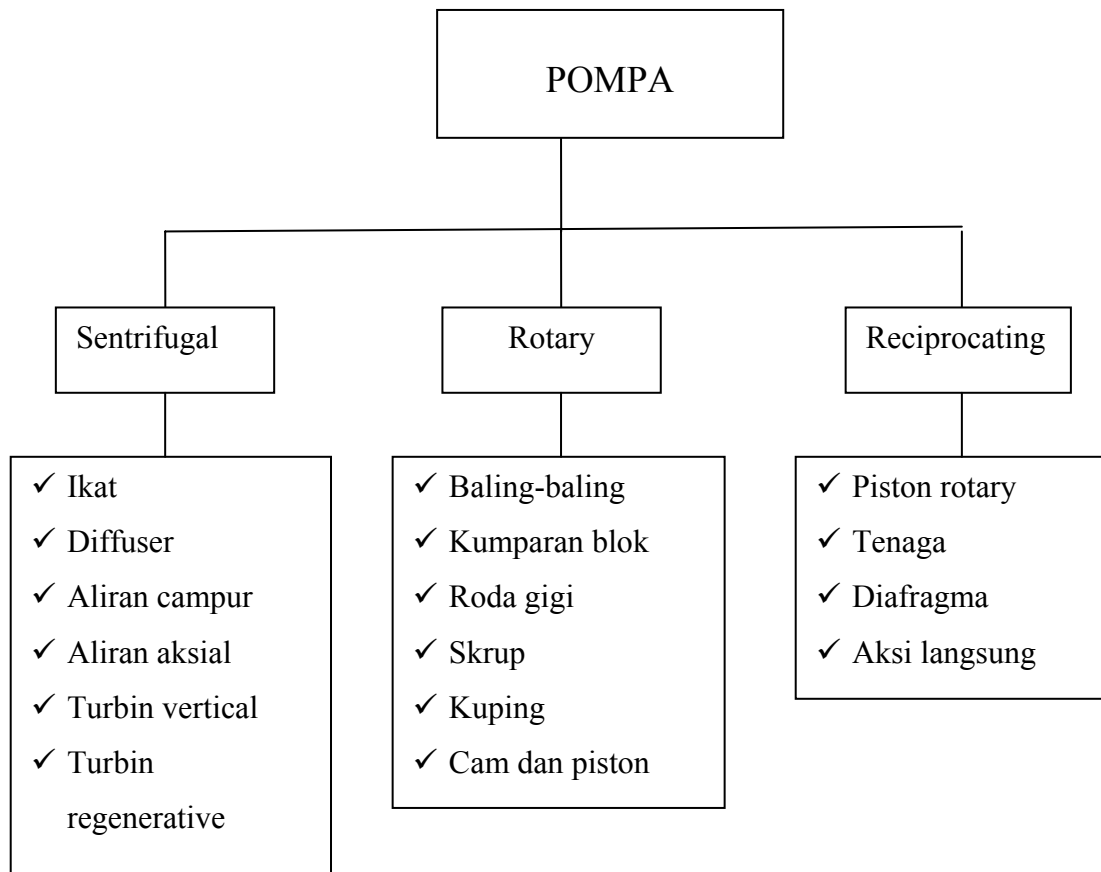 POMPA
Sentrifugal
Rotary
Reciprocating
✓ Ikat
✓ Diffuser
✓ Aliran campur
✓ Aliran aksial
✓ Turbin vertical
✓ Turbin
regenerative
✓ Baling-baling
✓ Kumparan blok
✓ Roda gigi
✓ Skrup
✓ Kuping
✓ Cam dan piston
✓ Piston rotary
✓ Tenaga
✓ Diafragma
✓ Aksi langsung